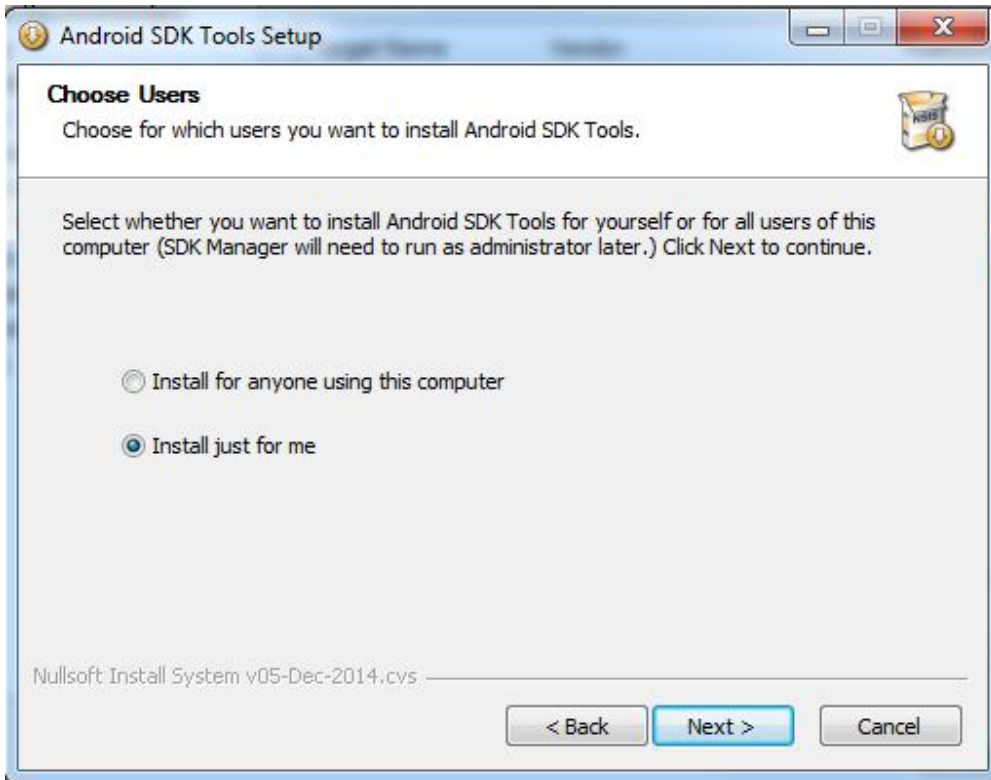 Android SDK Tools Setup
Choose Users
Choose for which users you want to install Android SDK Tools.
NSIS
Select whether you want to install Android SDK Tools for yourself or for all users of this
computer (SDK Manager will need to run as administrator later.) Click Next to continue.
Install for anyone using this computer
Install just for me
Nullsoft Install System v05-Dec-2014.cvs
< Back
Next >
Cancel